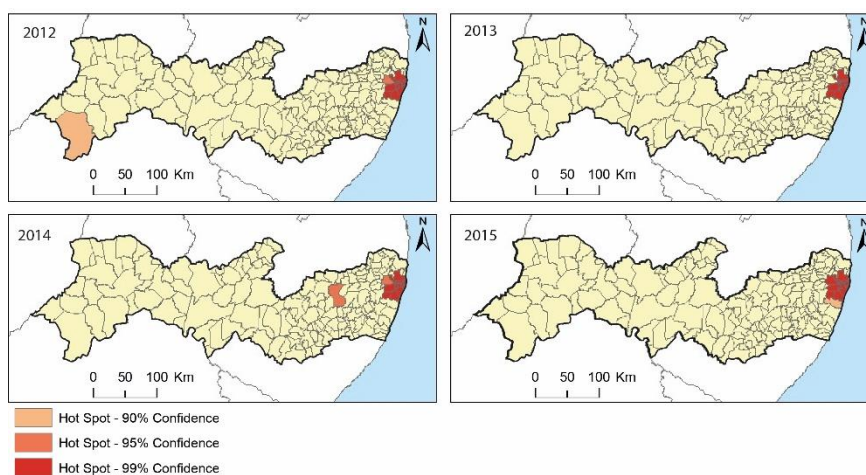 2012
N
0 50 100 Km
2013
N
0 50 100 Km
2014
N
0 50 100 Km
2015
N
0 50 100 Km
Hot Spot - 90% Confidence
Hot Spot - 95% Confidence
Hot Spot - 99% Confidence